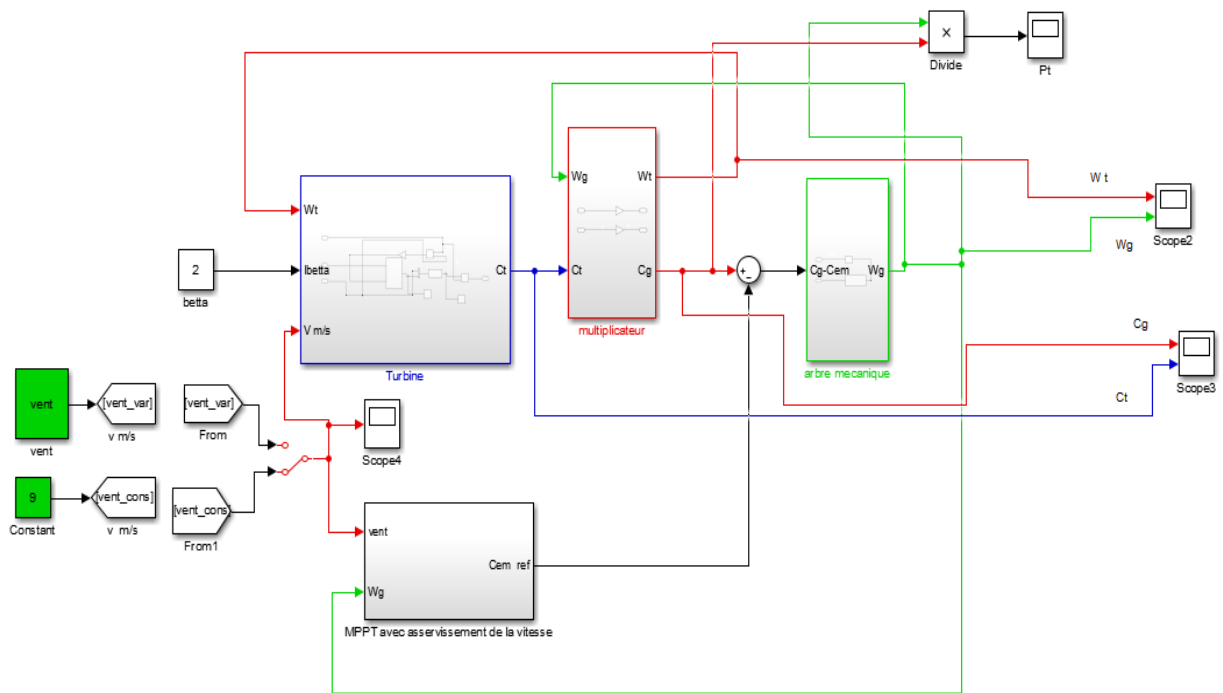 ×
Divide
Pt
Wg
Wt
Ct
Cg
multiplicateur
Wt
lbetta
V m/s
Ct
Turbine
2
betta
+
-
Cg-Cem
Wg
arbre mecanique
W t
Wg
Scope2
Cg
Ct
Scope3
vent
vent
[vent_var]
v m/s
[vent_var]
From
Scope4
9
Constant
[vent_cons]
v m/s
[vent_cons]
From1
vent
Wg
Cem ref
MPPT avec asservissement de la vitesse